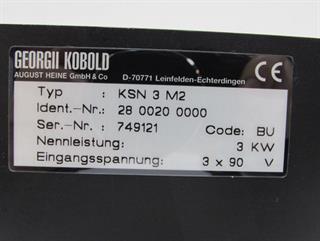 GEORGII KOBOLD
AUGUST HEINE GmbH & Co D-70771 Leinfelden-Echterdingen
CE
Typ : KSN 3 M2
Ident.-Nr.: 28 0020 0000
Ser.-Nr. : 749121 Code: BU
Nennleistung: 3 KW
Eingangsspannung: 3 x 90 V